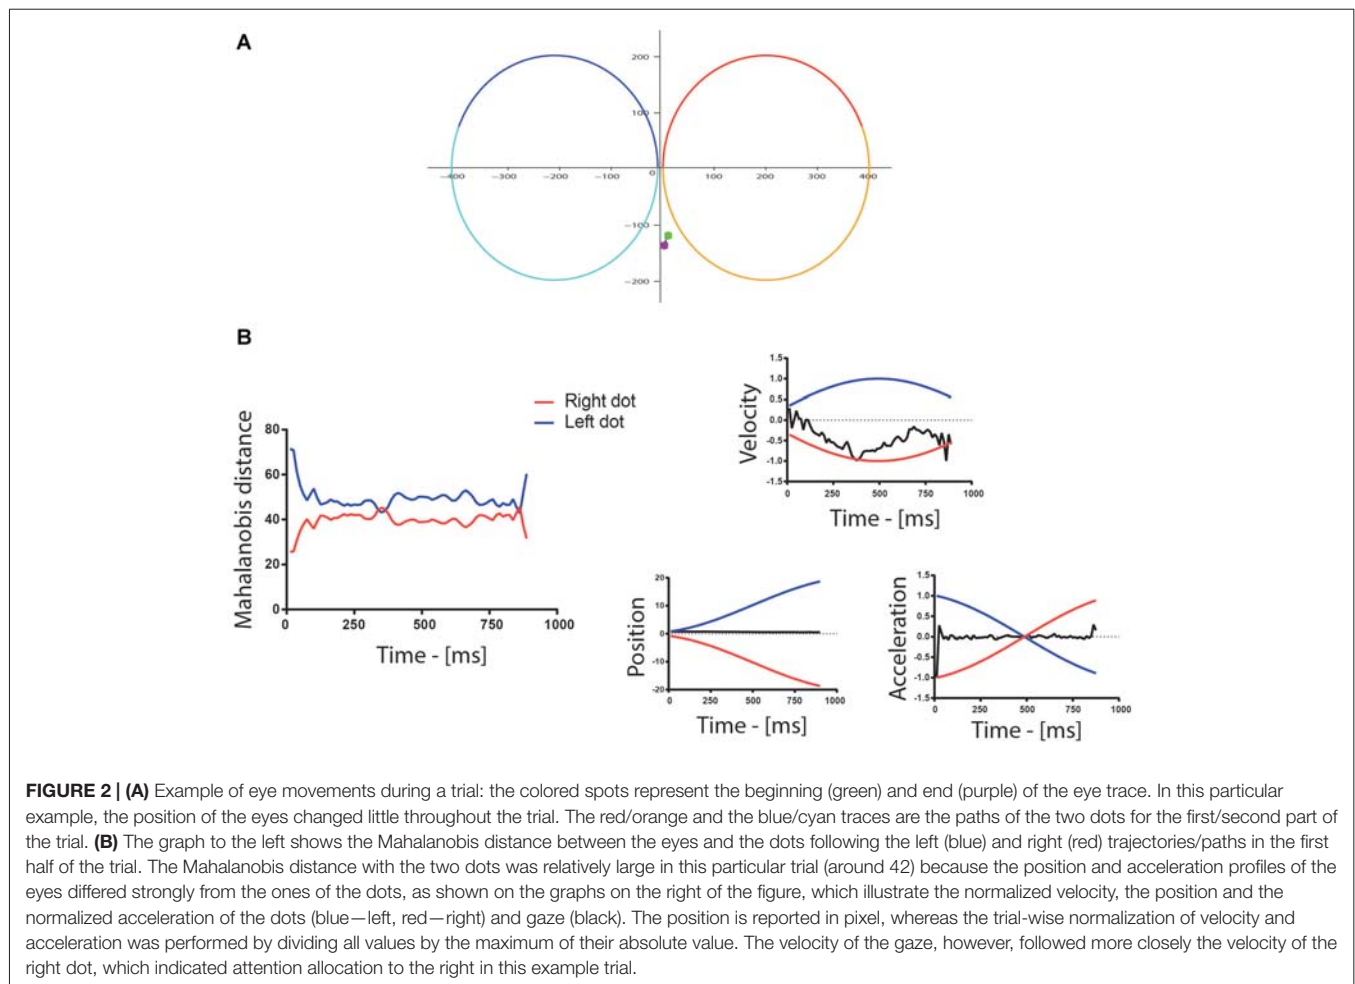 A
200
100
−400 −300 −200 −100 0 100 200 300 400
−100
−200
B
Right dot
Left dot
Mahalanobis distance
80
60
40
20
0
0 250 500 750 1000
Time - [ms]
Velocity
1.5
1.0
0.5
0.0
-0.5
-1.0
-1.5
0 250 500 750 1000
Time - [ms]
Position
20
10
0
-10
-20
0 250 500 750 1000
Time - [ms]
Acceleration
1.5
1.0
0.5
0.0
-0.5
-1.0
-1.5
0 250 500 750 1000
Time - [ms]
FIGURE 2 | (A) Example of eye movements during a trial: the colored spots represent the beginning (green) and end (purple) of the eye trace. In this particular
example, the position of the eyes changed little throughout the trial. The red/orange and the blue/cyan traces are the paths of the two dots for the first/second part of
the trial. (B) The graph to the left shows the Mahalanobis distance between the eyes and the dots following the left (blue) and right (red) trajectories/paths in the first
half of the trial. The Mahalanobis distance with the two dots was relatively large in this particular trial (around 42) because the position and acceleration profiles of the
eyes differed strongly from the ones of the dots, as shown on the graphs on the right of the figure, which illustrate the normalized velocity, the position and the
normalized acceleration of the dots (blue—left, red—right) and gaze (black). The position is reported in pixel, whereas the trial-wise normalization of velocity and
acceleration was performed by dividing all values by the maximum of their absolute value. The velocity of the gaze, however, followed more closely the velocity of the
right dot, which indicated attention allocation to the right in this example trial.